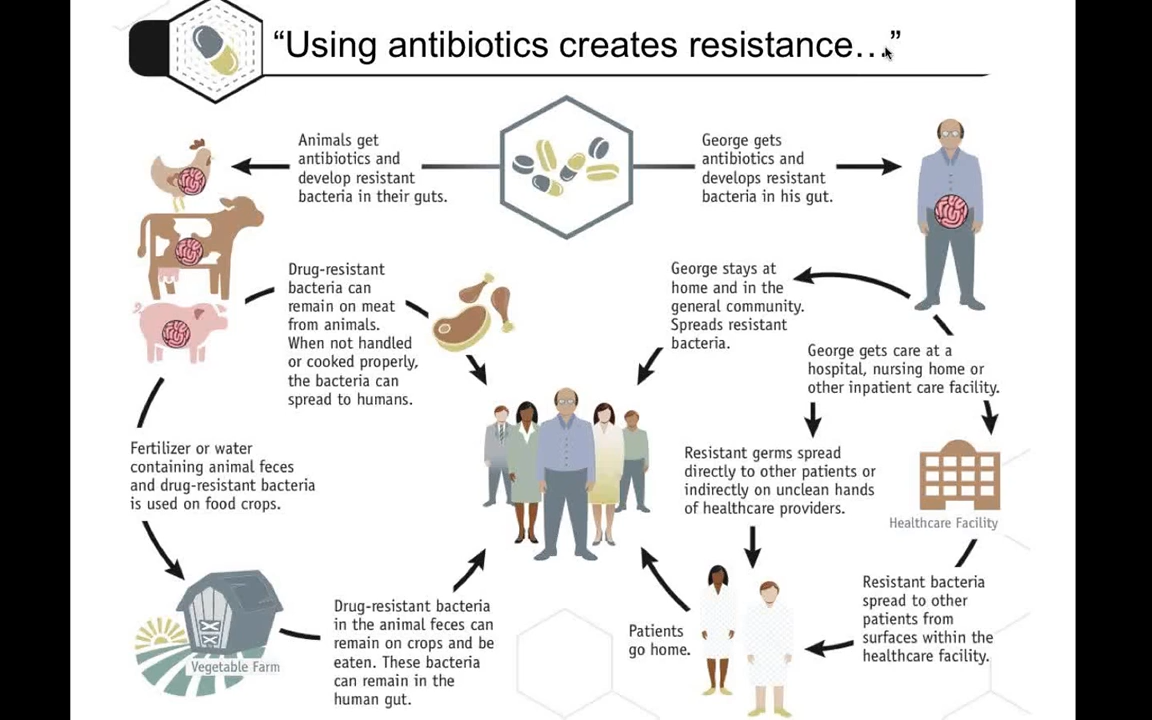 “Using antibiotics creates resistance…”
Animals get
antibiotics and
develop resistant
bacteria in their guts.
George gets
antibiotics and
develops resistant
bacteria in his gut.
Drug-resistant
bacteria can
remain on meat
from animals.
When not handled
or cooked properly,
the bacteria can
spread to humans.
George stays at
home and in the
general community.
Spreads resistant
bacteria.
George gets care at a
hospital, nursing home or
other inpatient care facility.
Fertilizer or water
containing animal feces
and drug-resistant bacteria
is used on food crops.
Resistant germs spread
directly to other patients or
indirectly on unclean hands
of healthcare providers.
Healthcare Facility
Vegetable Farm
Drug-resistant bacteria
in the animal feces can
remain on crops and be
eaten. These bacteria
can remain in the
human gut.
Patients
go home.
Resistant bacteria
spread to other
patients from
surfaces within the
healthcare facility.